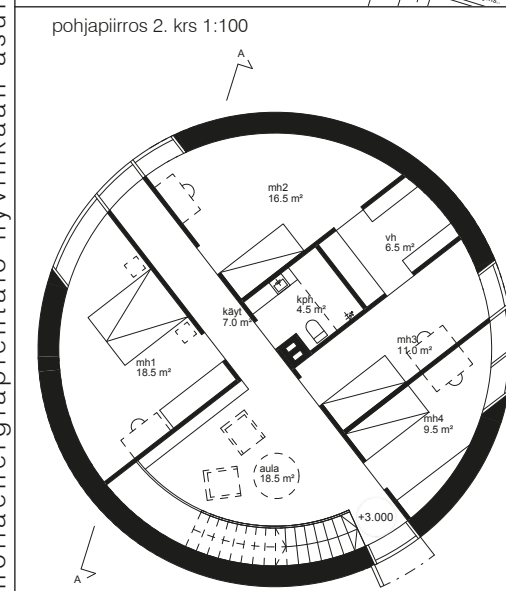 pohjapiirros 2. krs 1:100
A
mh2
16.5 m²
vh
6.5 m²
käyt
7.0 m²
kph
4.5 m²
mh1
18.5 m²
mh3
11.0 m²
mh4
9.5 m²
aula
18.5 m²
+3.000
A